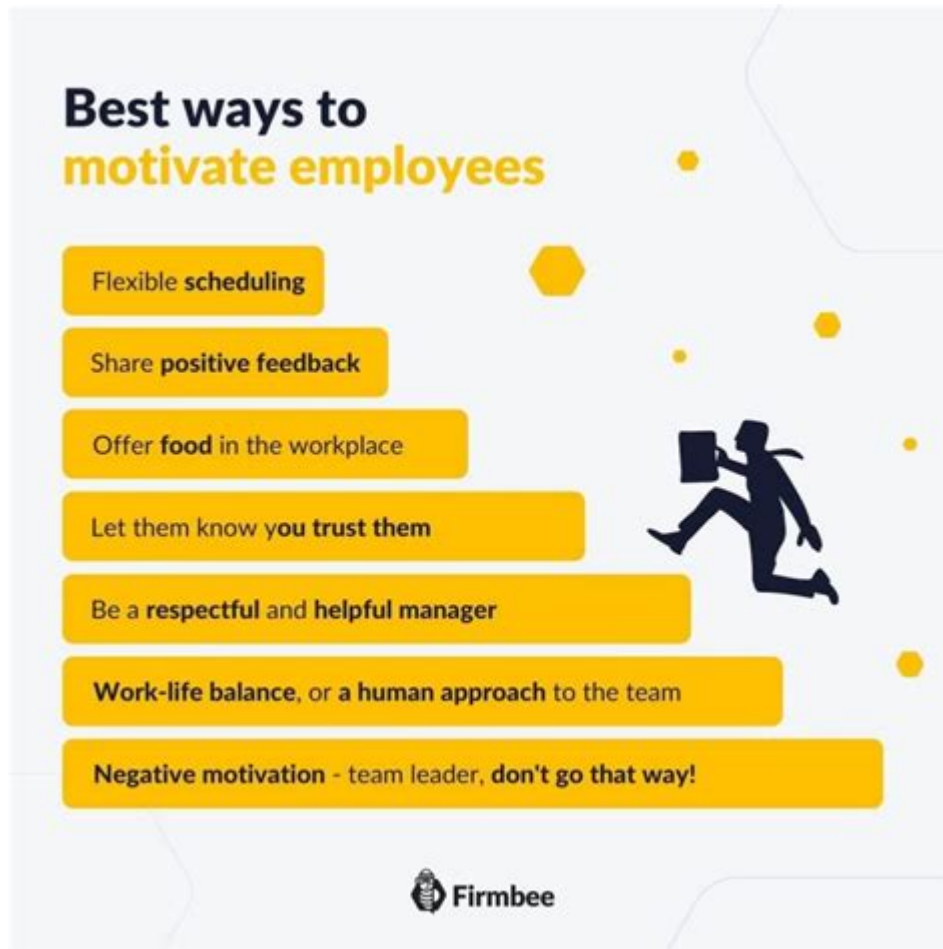 Best ways to
motivate employees
Flexible scheduling
Share positive feedback
Offer food in the workplace
Let them know you trust them
Be a respectful and helpful manager
Work-life balance, or a human approach to the team
Negative motivation - team leader, don't go that way!
Firmbee